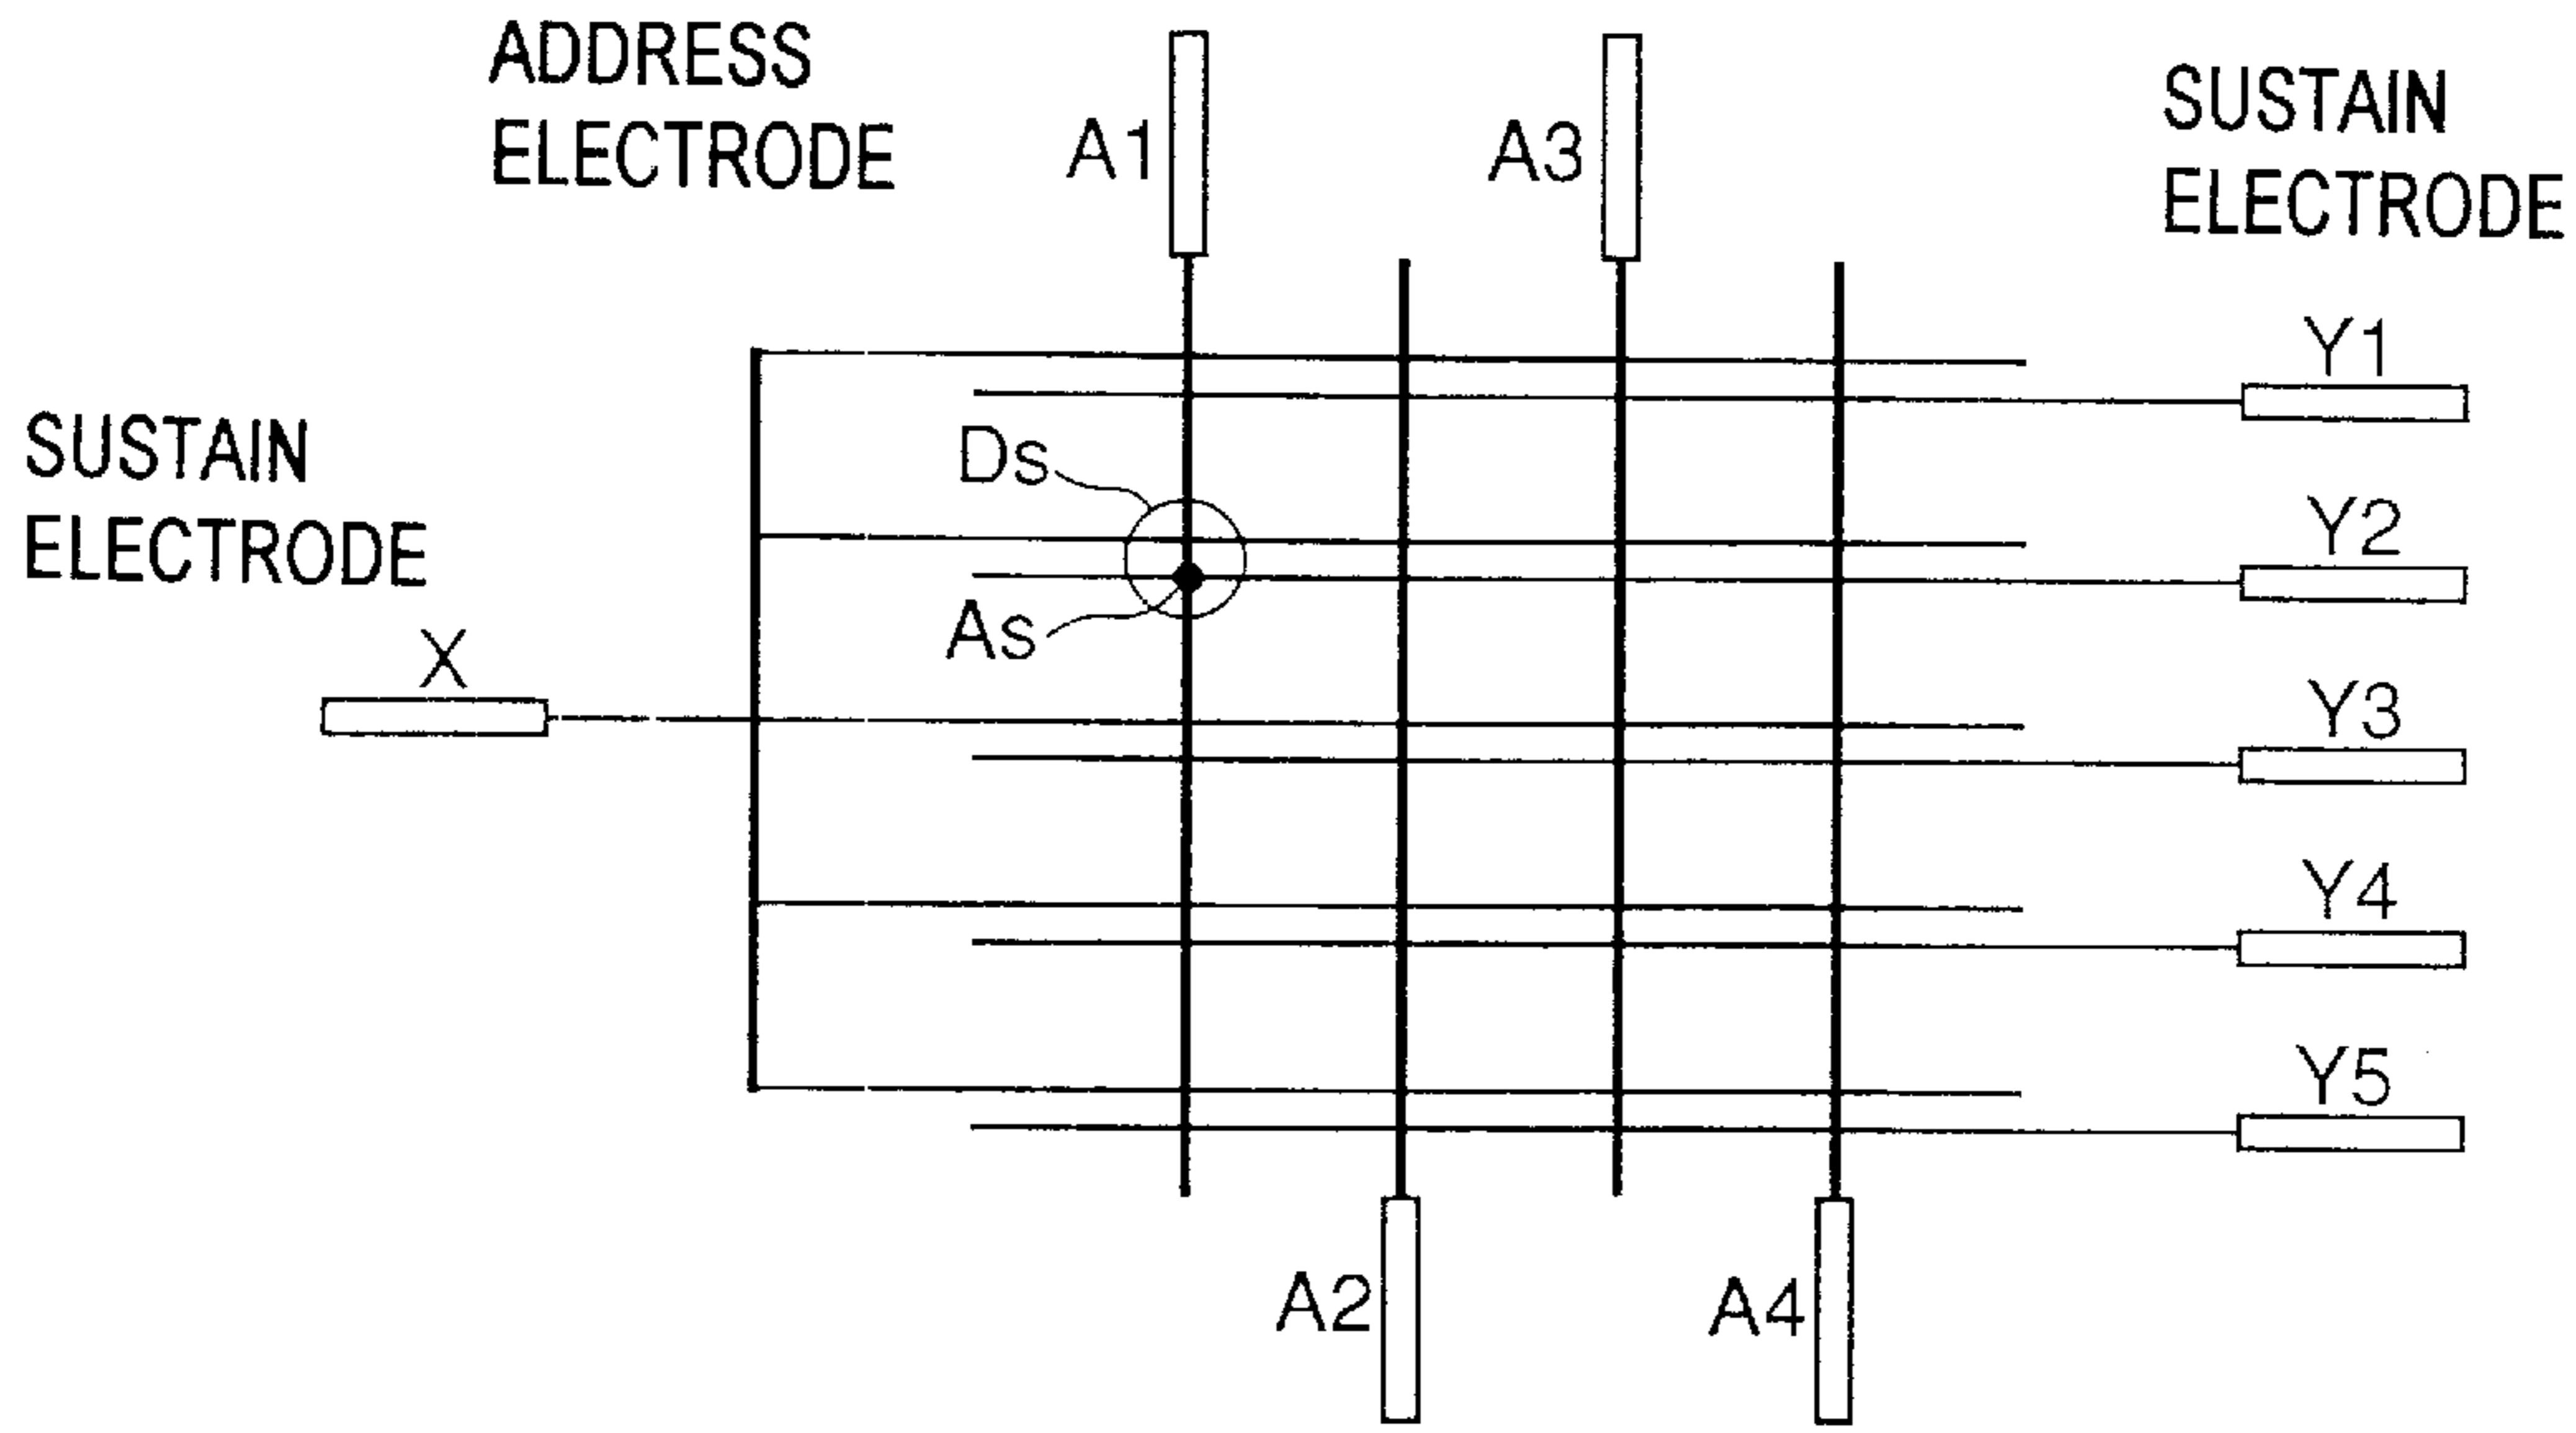 ADDRESS
ELECTRODE
A1
A3
SUSTAIN
ELECTRODE
Y1
SUSTAIN
ELECTRODE
Ds
Y2
As
X
Y3
Y4
Y5
A2
A4